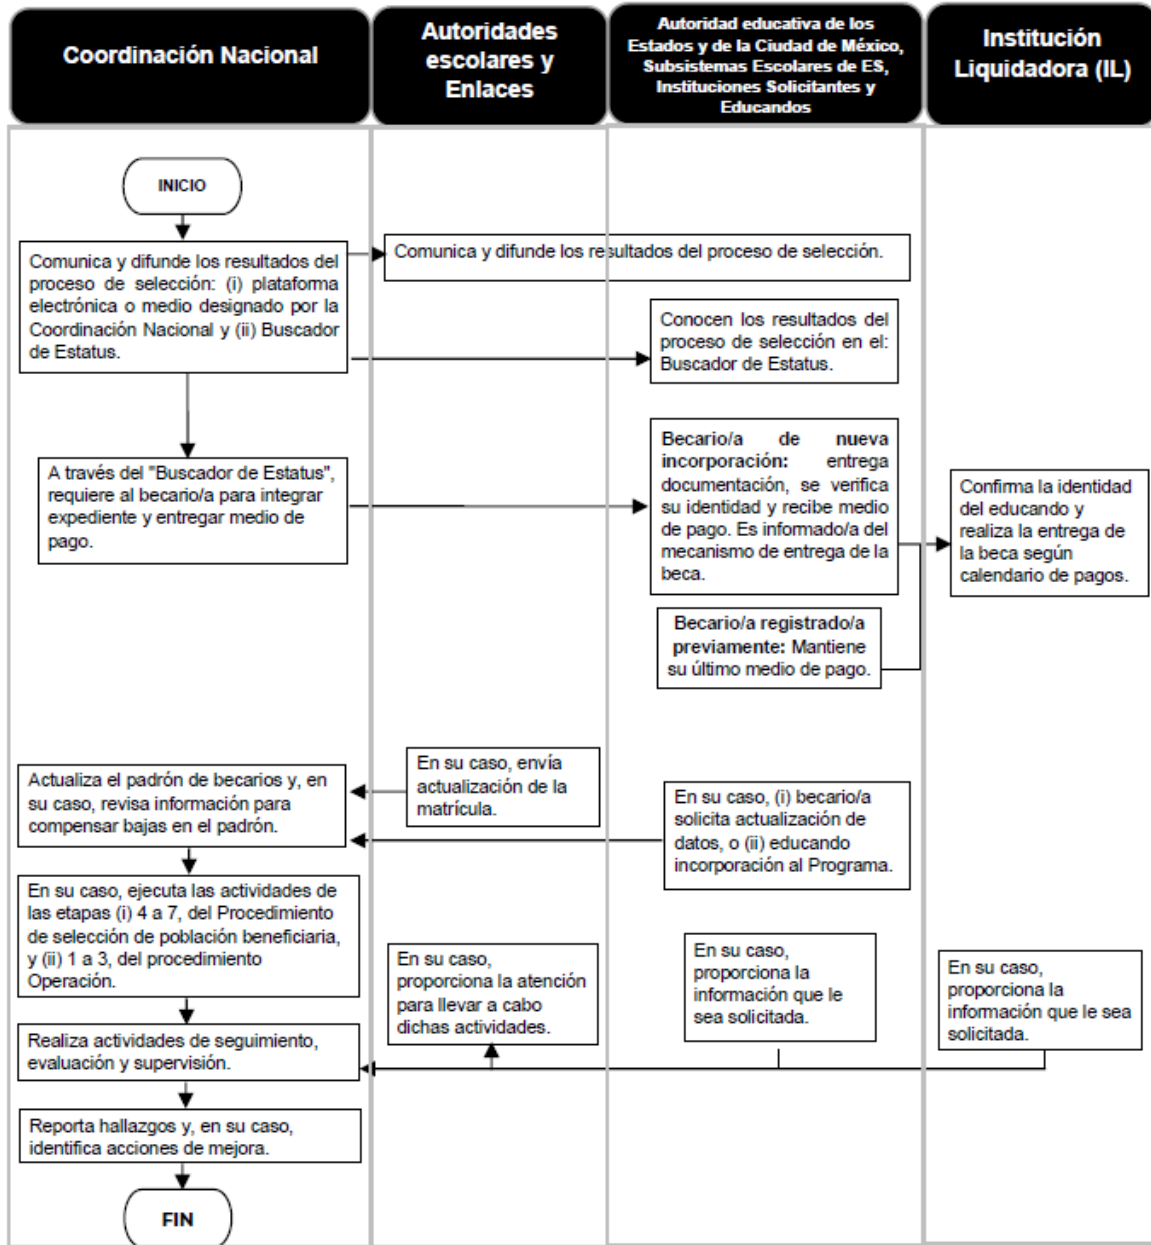 Coordinación Nacional
Autoridades
escolares y
Enlaces
Autoridad educativa de los
Estados y de la Ciudad de México,
Subsistemas Escolares de ES,
Instituciones Solicitantes y
Educandos
Institución
Liquidadora (IL)
INICIO
Comunica y difunde los resultados del
proceso de selección: (i) plataforma
electrónica o medio designado por la
Coordinación Nacional y (ii) Buscador
de Estatus.
Comunica y difunde los resultados del proceso de selección.
Conocen los resultados del
proceso de selección en el:
Buscador de Estatus.
A través del "Buscador de Estatus",
requiere al becario/a para integrar
expediente y entregar medio de
pago.
Becario/a de nueva
incorporación: entrega
documentación, se verifica
su identidad y recibe medio
de pago. Es informado/a del
mecanismo de entrega de la
beca.
Confirma la identidad
del educando y
realiza la entrega de
la beca según
calendario de pagos.
Becario/a registrado/a
previamente: Mantiene
su último medio de pago.
Actualiza el padrón de becarios y, en
su caso, revisa información para
compensar bajas en el padrón.
En su caso, envía
actualización de la
matrícula.
En su caso, (i) becario/a
solicita actualización de
datos, o (ii) educando
incorporación al Programa.
En su caso, ejecuta las actividades de
las etapas (i) 4 a 7, del Procedimiento
de selección de población beneficiaria,
y (ii) 1 a 3, del procedimiento
Operación.
En su caso,
proporciona la atención
para llevar a cabo
dichas actividades.
En su caso,
proporciona la
información que le
sea solicitada.
En su caso,
proporciona la
información que le sea
solicitada.
Realiza actividades de seguimiento,
evaluación y supervisión.
Reporta hallazgos y, en su caso,
identifica acciones de mejora.
FIN